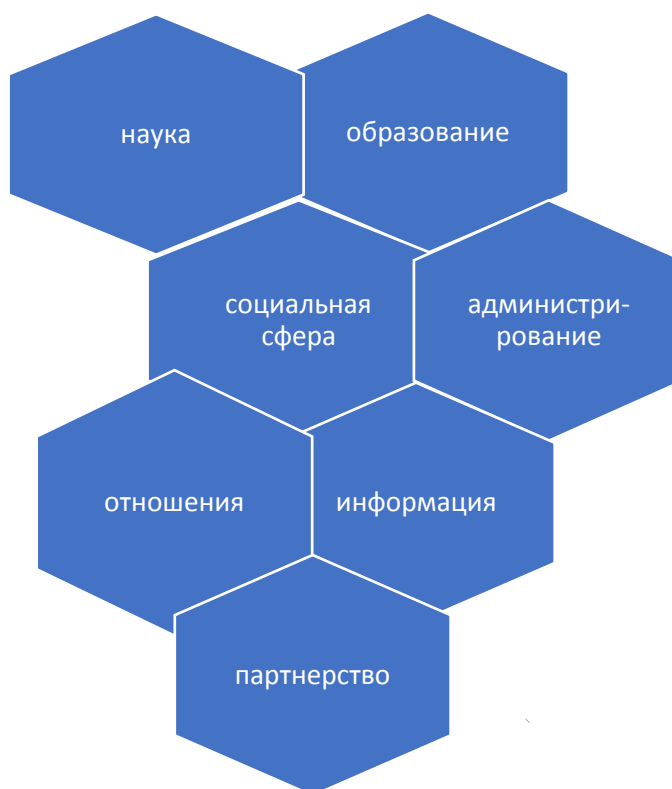 наука
образование
социальная
сфера
администри-
рование
отношения
информация
партнерство